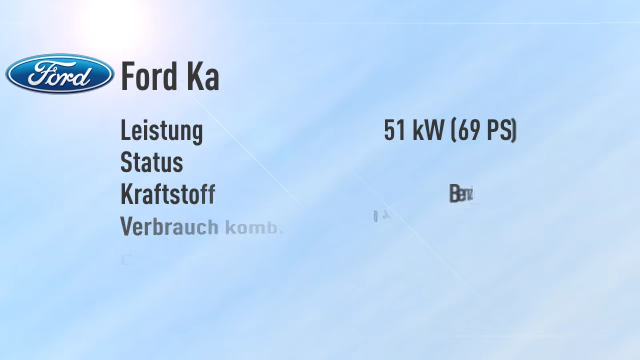 Ford
Ford Ka
Leistung 51 kW (69 PS)
Status
Kraftstoff
Verbrauch komb.